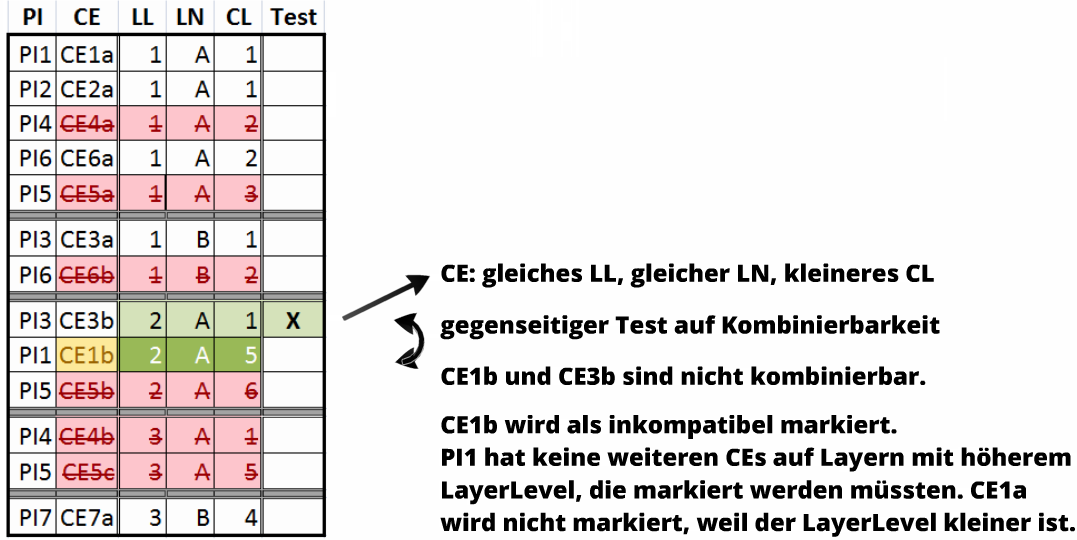 PI CE LL LN CL Test
PI1 CE1a 1 A 1
PI2 CE2a 1 A 1
PI4 CE4a 1 A 2
PI6 CE6a 1 A 2
PI5 CE5a 1 A 3
PI3 CE3a 1 B 1
PI6 CE6b 1 B 2
PI3 CE3b 2 A 1 X
PI1 CE1b 2 A 5
PI5 CE5b 2 A 6
PI4 CE4b 3 A 1
PI5 CE5c 3 A 5
PI7 CE7a 3 B 4
CE: gleiches LL, gleicher LN, kleineres CL
gegenseitiger Test auf Kombinierbarkeit
CE1b und CE3b sind nicht kombinierbar.
CE1b wird als inkompatibel markiert.
PI1 hat keine weiteren CEs auf Layern mit höherem
LayerLevel, die markiert werden müssten. CE1a
wird nicht markiert, weil der LayerLevel kleiner ist.